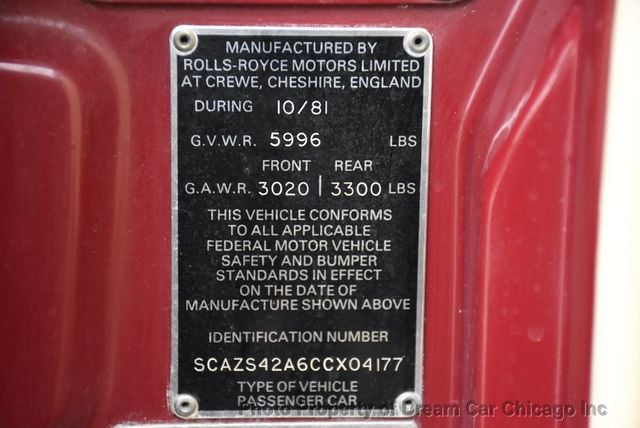 MANUFACTURED BY
ROLLS-ROYCE MOTORS LIMITED
AT CREWE, CHESHIRE, ENGLAND
DURING 10/81
G.V.W.R. 5996 LBS
FRONT REAR
G.A.W.R. 3020 | 3300 LBS
THIS VEHICLE CONFORMS
TO ALL APPLICABLE
FEDERAL MOTOR VEHICLE
SAFETY AND BUMPER
STANDARDS IN EFFECT
ON THE DATE OF
MANUFACTURE SHOWN ABOVE
IDENTIFICATION NUMBER
SCAZS42A6CCX04177
TYPE OF VEHICLE
PASSENGER CAR
Photo Property of Dream Car Chicago Inc